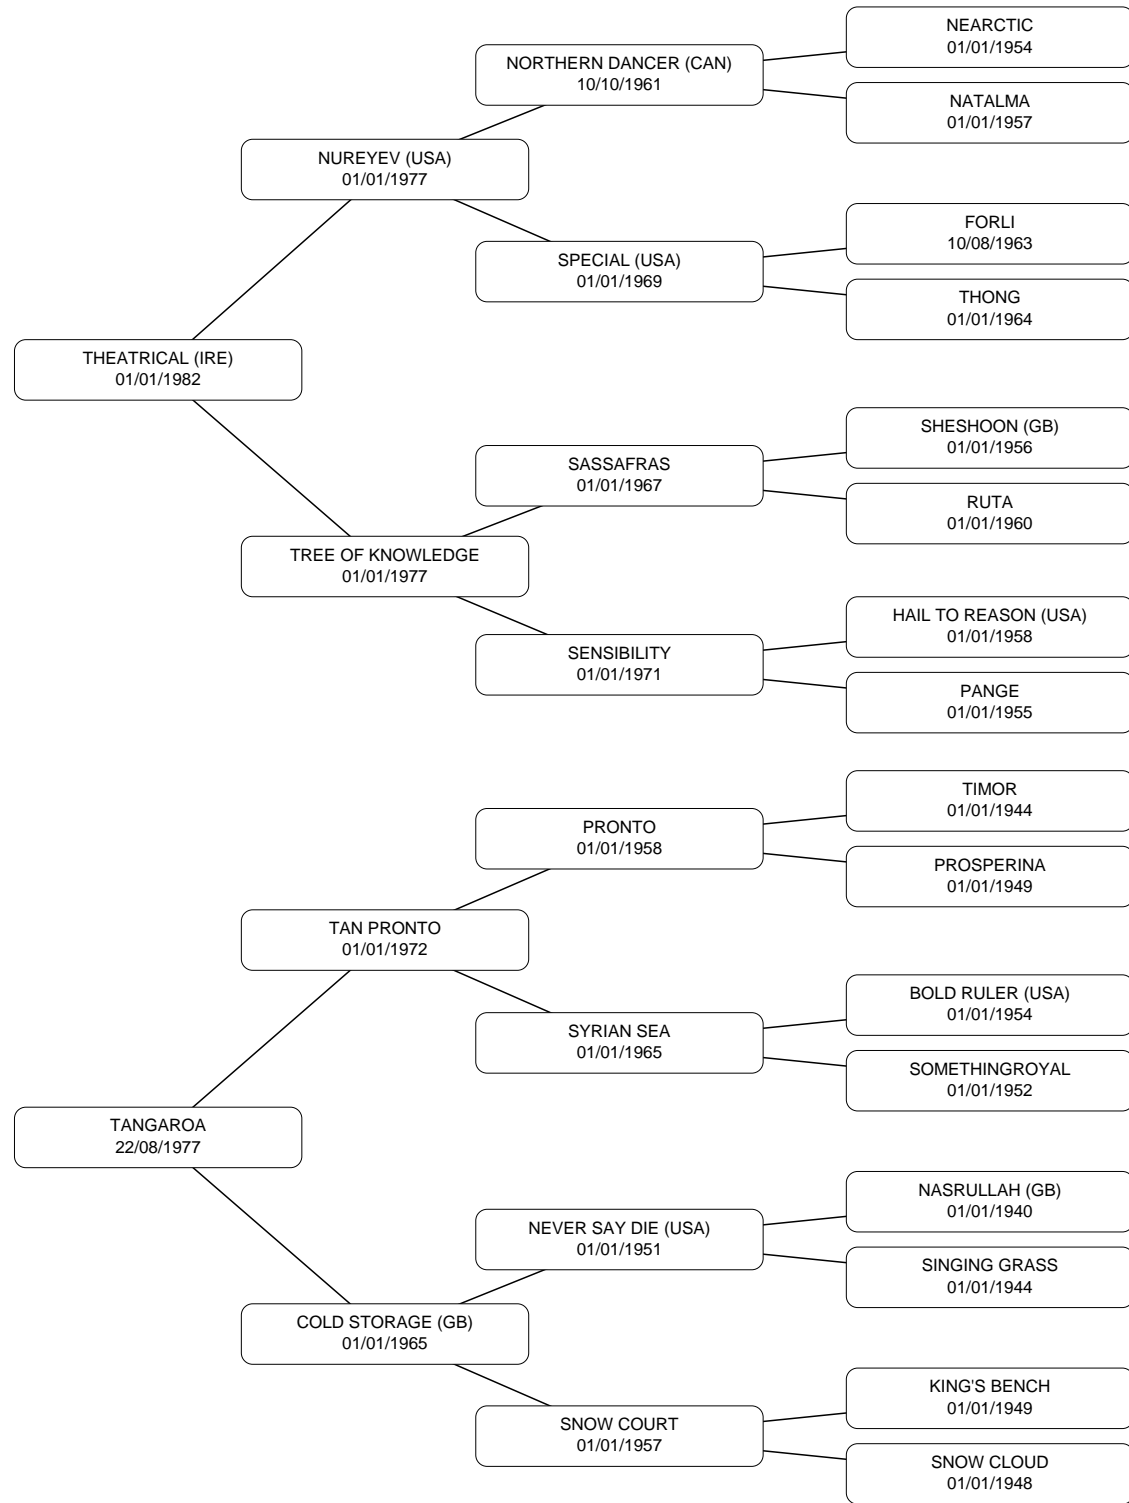 NEARCTIC
01/01/1954
NORTHERN DANCER (CAN)
10/10/1961
NATALMA
01/01/1957
NUREYEV (USA)
01/01/1977
FORLI
10/08/1963
SPECIAL (USA)
01/01/1969
THONG
01/01/1964
THEATRICAL (IRE)
01/01/1982
SHESHOON (GB)
01/01/1956
SASSAFRAS
01/01/1967
RUTA
01/01/1960
TREE OF KNOWLEDGE
01/01/1977
HAIL TO REASON (USA)
01/01/1958
SENSIBILITY
01/01/1971
PANGE
01/01/1955
TIMOR
01/01/1944
PRONTO
01/01/1958
PROSPERINA
01/01/1949
TAN PRONTO
01/01/1972
BOLD RULER (USA)
01/01/1954
SYRIAN SEA
01/01/1965
SOMETHINGROYAL
01/01/1952
TANGAROA
22/08/1977
NASRULLAH (GB)
01/01/1940
NEVER SAY DIE (USA)
01/01/1951
SINGING GRASS
01/01/1944
COLD STORAGE (GB)
01/01/1965
KING'S BENCH
01/01/1949
SNOW COURT
01/01/1957
SNOW CLOUD
01/01/1948